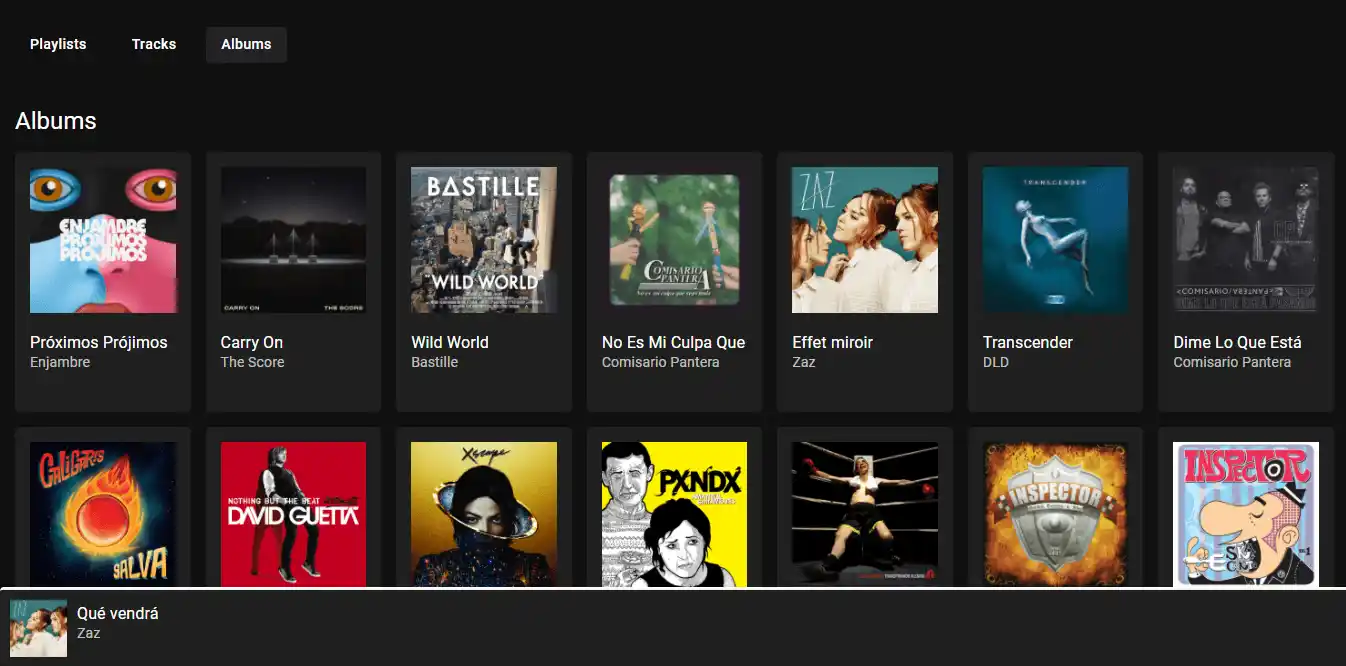 Playlists
Tracks
Albums
Albums
ENJAMBRE
PRÓJIMOS
PRÓJIMOS
CARRY ON
THE SCORE
BASTILLE
"WILD WORLD"
COMISARIO
PANTERA
ZAZ
TRANSCENDER
Próximos Prójimos
Enjambre
Carry On
The Score
Wild World
Bastille
No Es Mi Culpa Que
Comisario Pantera
Effet miroir
Zaz
Transcender
DLD
Dime Lo Que Está
Comisario Pantera
CALIGARIS
SALVA
NOTHING BUT THE BEAT
DAVID GUETTA
Xscape
PXNDX
INSPECTOR
INSPECTOR
ZAZ
Qué vendrá
Zaz